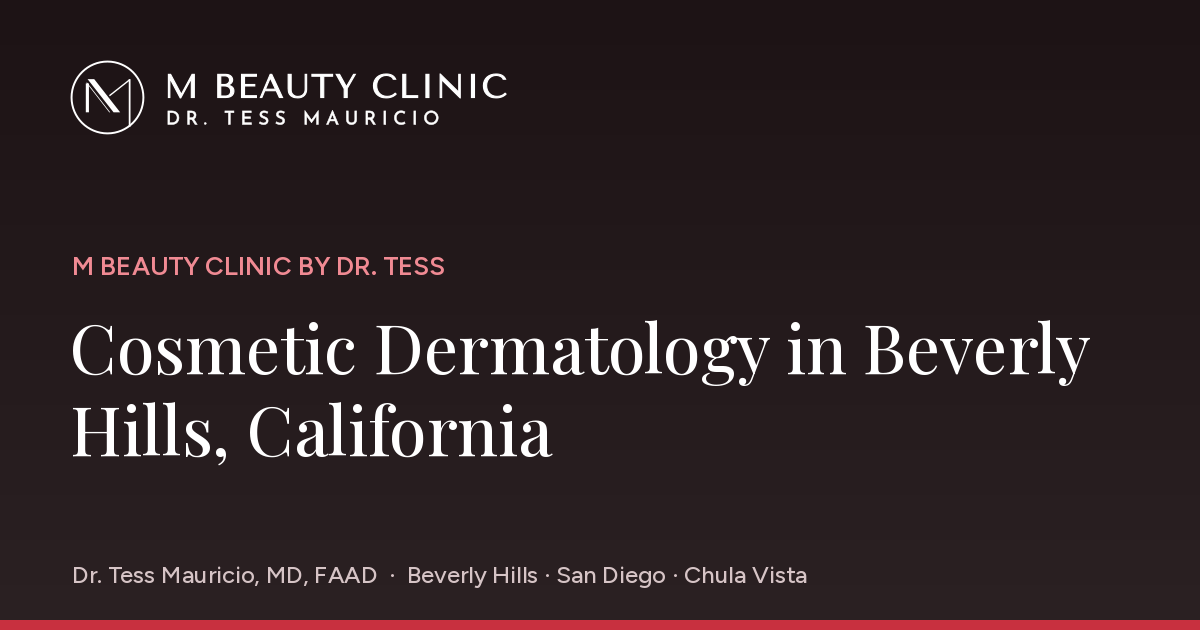 M BEAUTY CLINIC
DR. TESS MAURICIO
M BEAUTY CLINIC BY DR. TESS
Cosmetic Dermatology in Beverly
Hills, California
Dr. Tess Mauricio, MD, FAAD · Beverly Hills · San Diego · Chula Vista